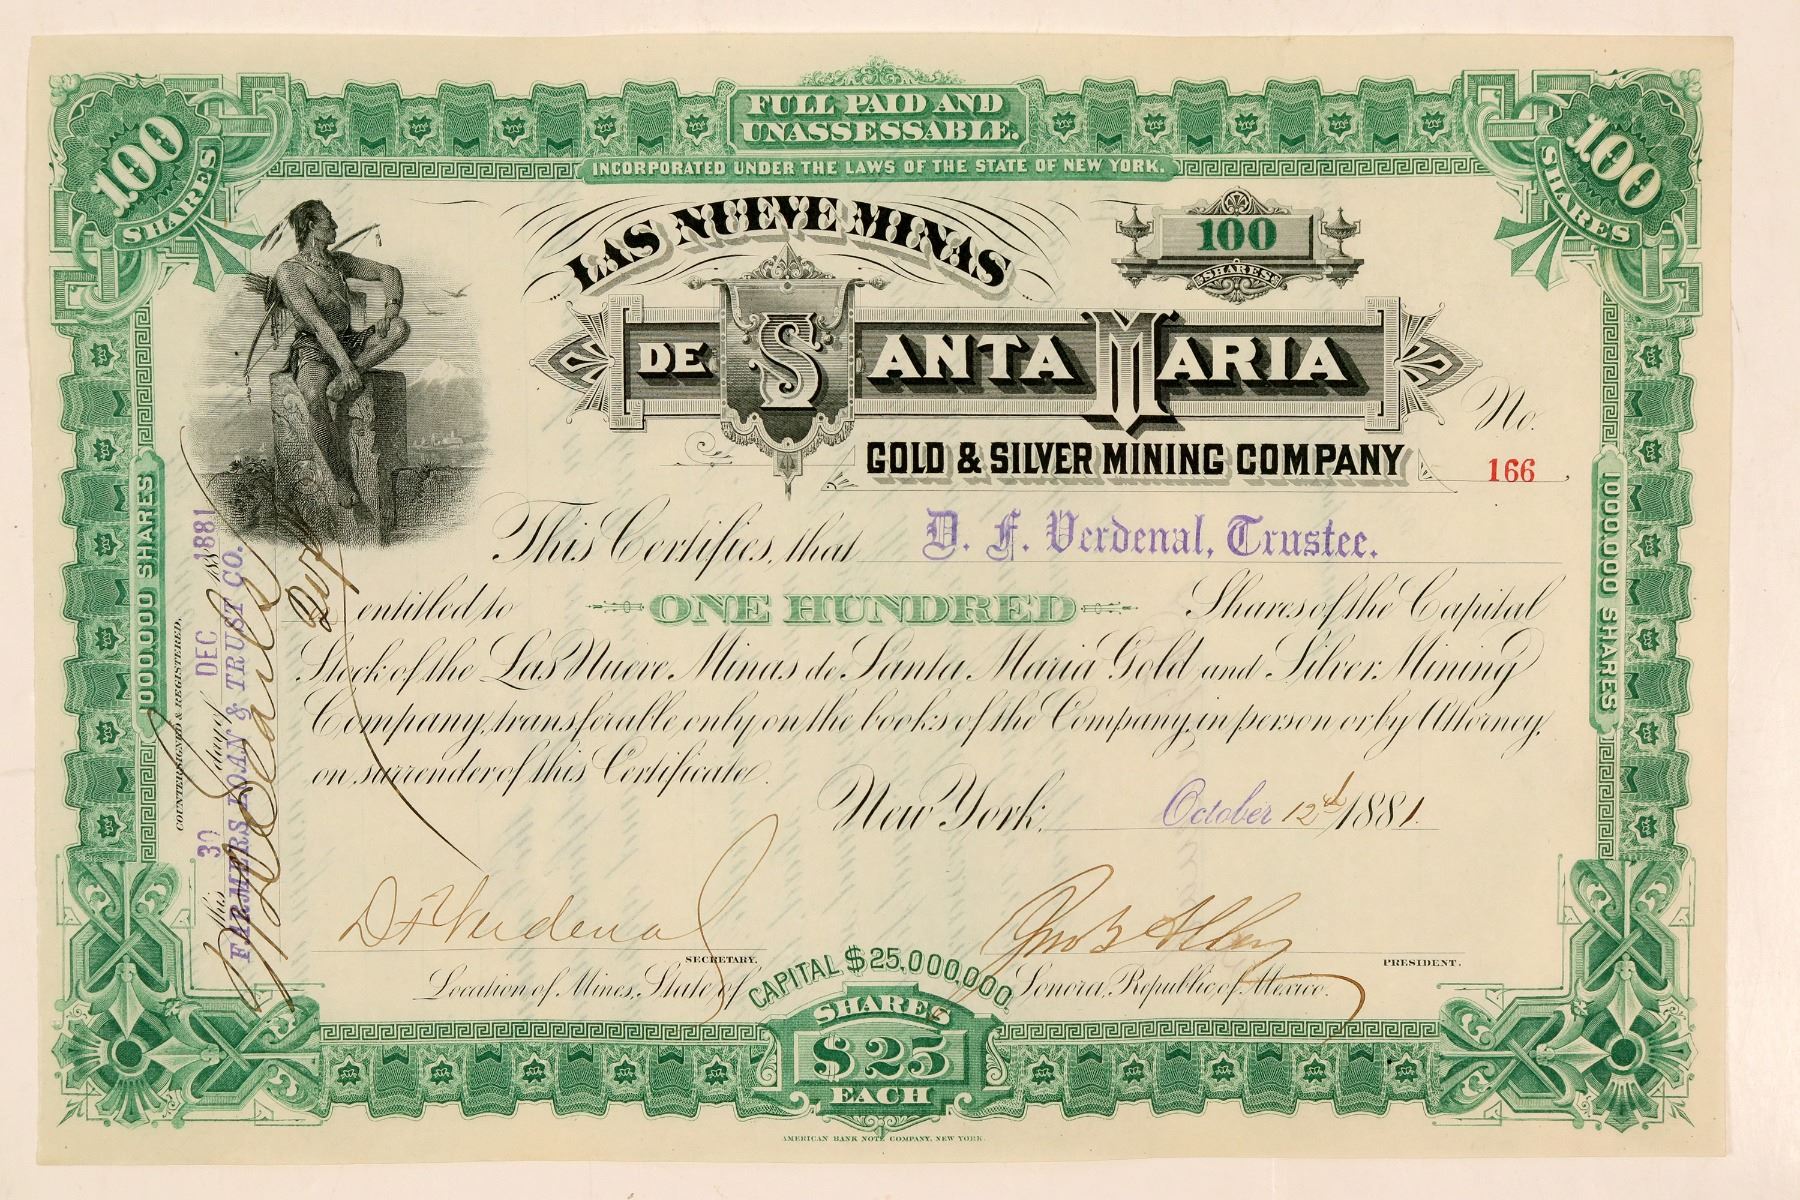 FULL PAID AND
UNASSESSABLE.
INCORPORATED UNDER THE LAWS OF THE STATE OF NEW YORK.
100
SHARES
100
SHARES
LAS NUEVE MINAS
100
SHARES
DE SANTA MARIA
GOLD & SILVER MINING COMPANY
No.
166
This Certifies, that D. F. Verdenal, Trustee.
entitled to ONE HUNDRED Shares of the Capital
Stock of the Las Nueve Minas de Santa Maria Gold and Silver Mining
Company, transferable only on the books of the Company, in person or by Attorney,
on surrender of this Certificate.
New York, October 12th 1881.
D F Verdenal
SECRETARY.
PRESIDENT.
Location of Mines, State of Sonora, Republic of Mexico.
CAPITAL $25,000,000
SHARES
$25
EACH
AMERICAN BANK NOTE COMPANY, NEW YORK.
1000.000 SHARES
1000.000 SHARES
COUNTERSIGNED & REGISTERED,
this 30 day of DEC 1881
FARMERS LOAN & TRUST CO.